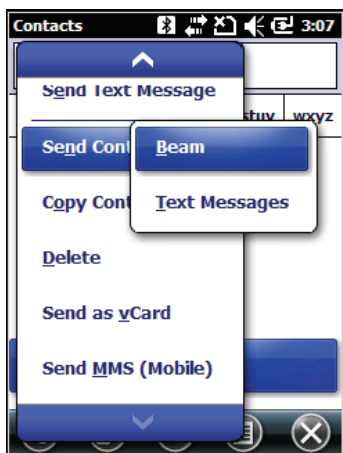 Contacts 3:07
Send Text Message
stuv wxyz
Send Con Beam
Copy Cont Text Messages
Delete
Send as vCard
Send MMS (Mobile)